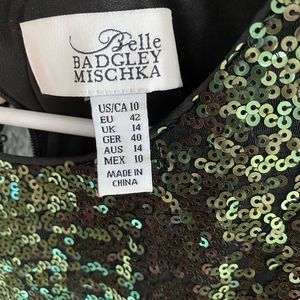 Belle
BADGLEY
MISCHKA
US/CA 10
EU 42
UK 14
GER 40
AUS 14
MEX 10
MADE IN
CHINA